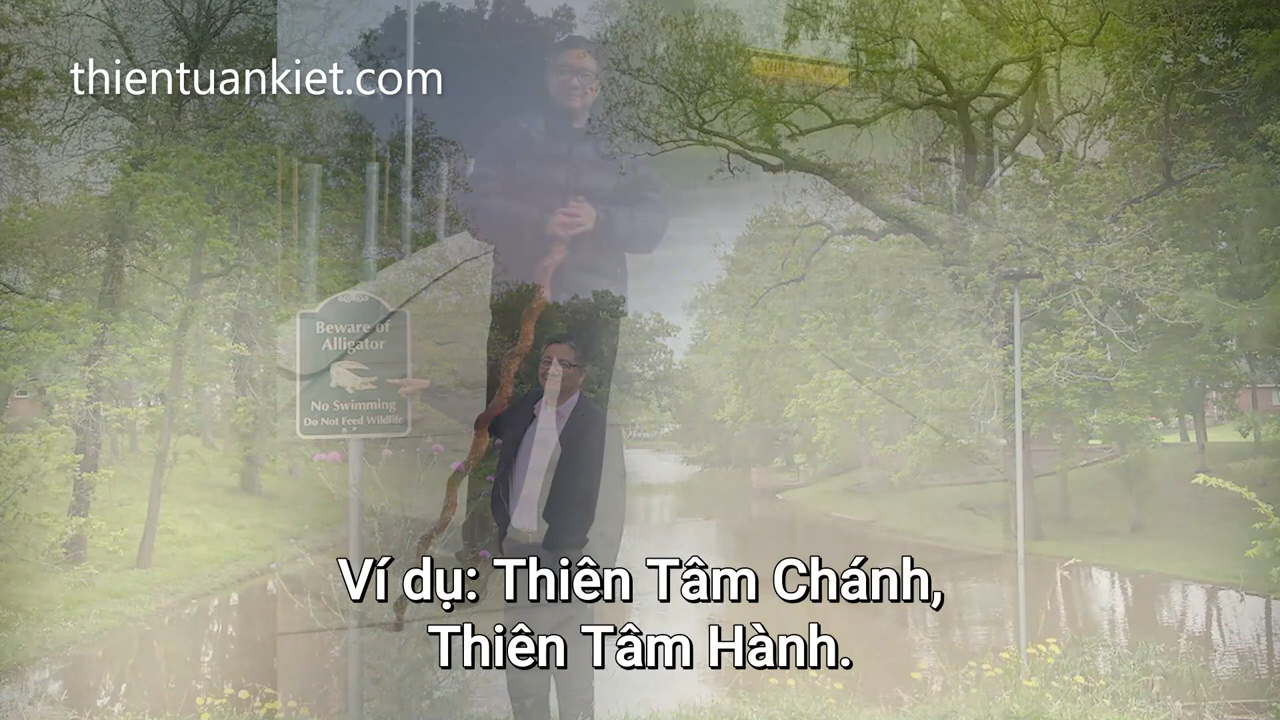 thientuankiet.com
Beware of
Alligator
No Swimming
Do Not Feed Wildlife
Ví dụ: Thiên Tâm Chánh,
Thiên Tâm Hành.